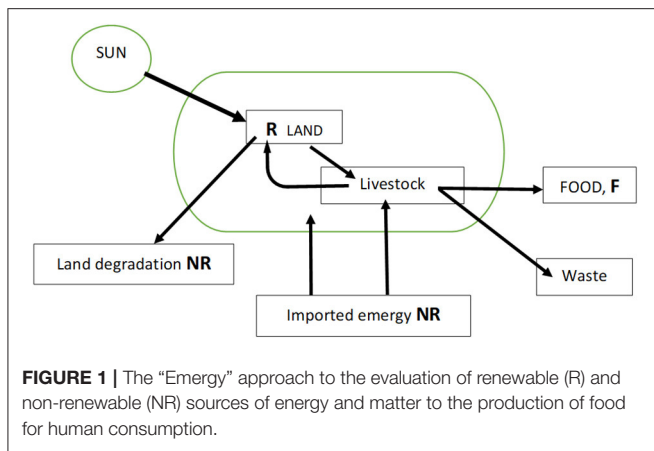 SUN
R LAND
Livestock
FOOD, F
Land degradation NR
Waste
Imported emergy NR
FIGURE 1 | The “Emergy” approach to the evaluation of renewable (R) and
non-renewable (NR) sources of energy and matter to the production of food
for human consumption.